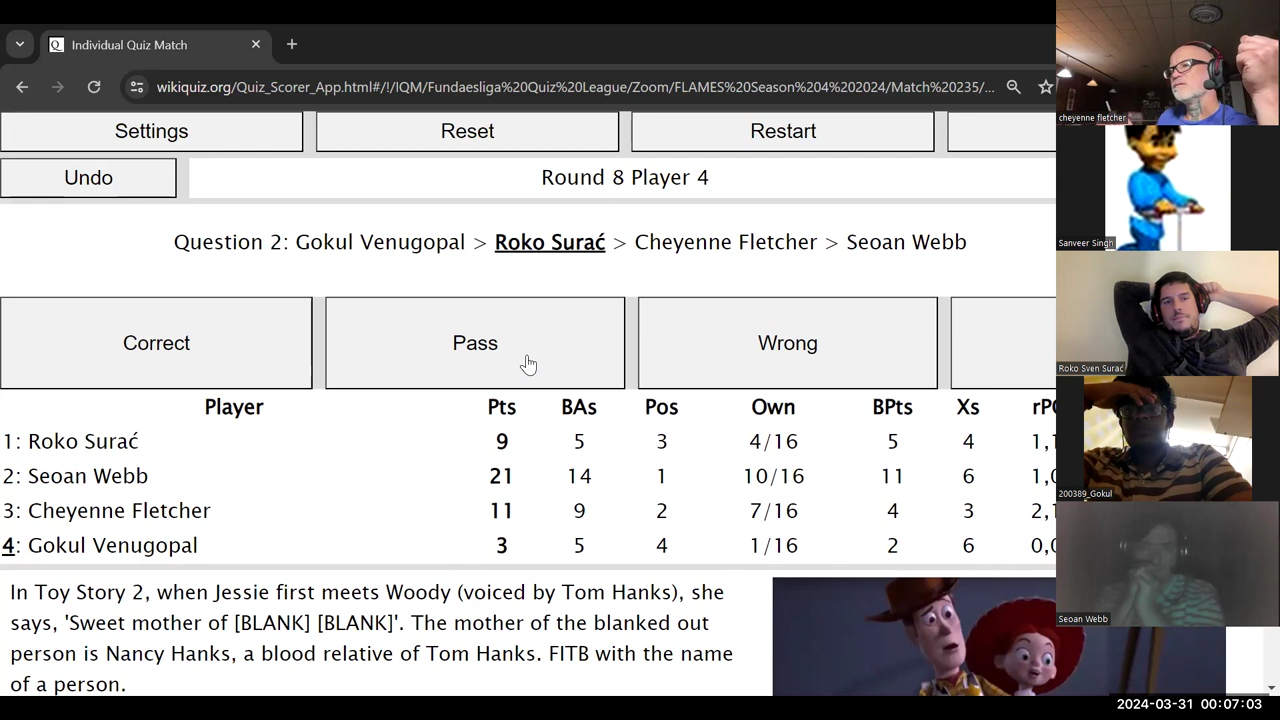 Individual Quiz Match
wikiquiz.org/Quiz_Scorer_App.html#/!/IQM/Fundaesliga%20Quiz%20League/Zoom/FLAMES%20Season%204%202024/Match%20235/...
Settings
Reset
Restart
Undo
Round 8 Player 4
Question 2: Gokul Venugopal > Roko Surać > Cheyenne Fletcher > Seoan Webb
Correct
Pass
Wrong
Player Pts BAs Pos Own BPts Xs rP
1: Roko Surać 9 5 3 4/16 5 4 1,
2: Seoan Webb 21 14 1 10/16 11 6 1,
3: Cheyenne Fletcher 11 9 2 7/16 4 3 2,
4: Gokul Venugopal 3 5 4 1/16 2 6 0,
In Toy Story 2, when Jessie first meets Woody (voiced by Tom Hanks), she
says, 'Sweet mother of [BLANK] [BLANK]'. The mother of the blanked out
person is Nancy Hanks, a blood relative of Tom Hanks. FITB with the name
of a person.
cheyenne fletcher
Sanveer Singh
Roko Sven Surać
200389_Gokul
Seoan Webb
2024-03-31 00:07:03